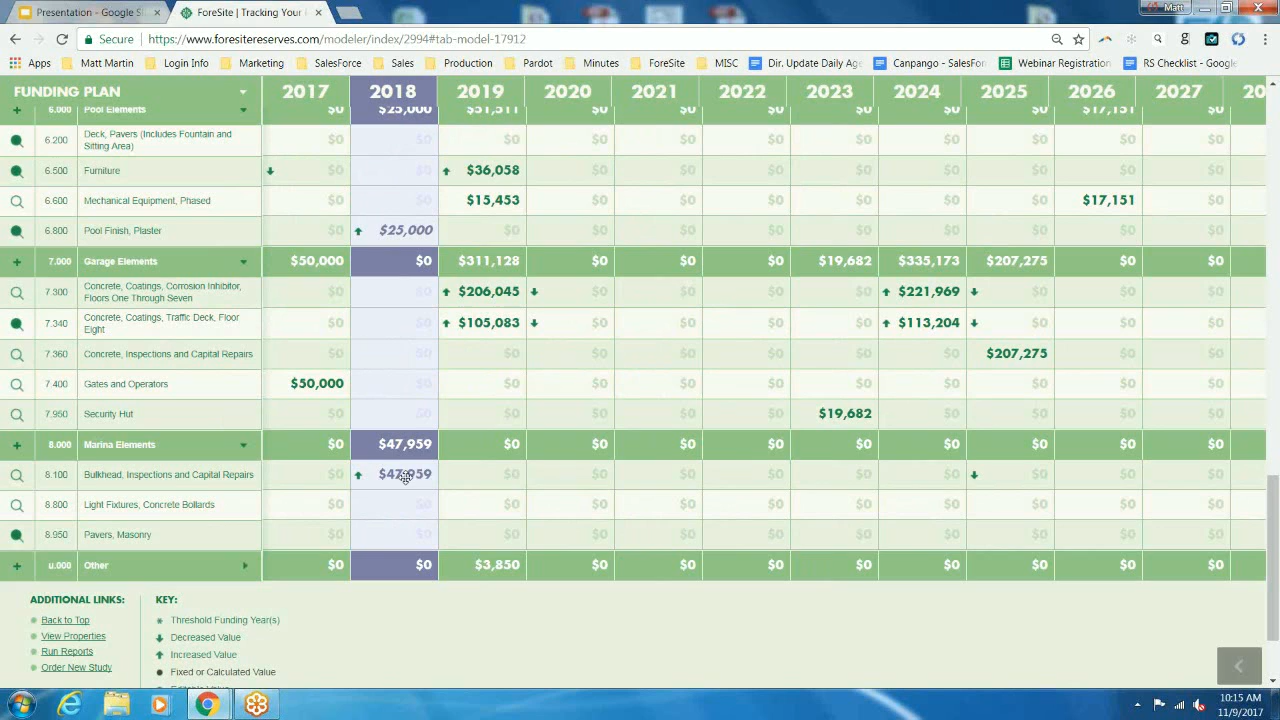 Presentation - Google S
ForeSite | Tracking Your
Matt
Secure https://www.foresitereserves.com/modeler/index/2994#tab-model-17912
Apps Matt Martin Login Info Marketing SalesForce Sales Production Pardot Minutes ForeSite MISC Dir. Update Daily Age Canpango - SalesFor Webinar Registration RS Checklist - Google
FUNDING PLAN 2017 2018 2019 2020 2021 2022 2023 2024 2025 2026 2027 20
6.000 Pool Elements $0 $25,000 $51,511 $0 $0 $0 $0 $0 $0 $17,151 $0
6.200 Deck, Pavers (Includes Fountain and Sitting Area) $0 $0 $0 $0 $0 $0 $0 $0 $0 $0 $0
6.500 Furniture $0 $0 $36,058 $0 $0 $0 $0 $0 $0 $0 $0
6.600 Mechanical Equipment, Phased $0 $0 $15,453 $0 $0 $0 $0 $0 $0 $17,151 $0
6.800 Pool Finish, Plaster $0 $25,000 $0 $0 $0 $0 $0 $0 $0 $0 $0
7.000 Garage Elements $50,000 $0 $311,128 $0 $0 $0 $19,682 $335,173 $207,275 $0 $0
7.300 Concrete, Coatings, Corrosion Inhibitor, Floors One Through Seven $0 $0 $206,045 $0 $0 $0 $0 $221,969 $0 $0 $0
7.340 Concrete, Coatings, Traffic Deck, Floor Eight $0 $0 $105,083 $0 $0 $0 $0 $113,204 $0 $0 $0
7.360 Concrete, Inspections and Capital Repairs $0 $0 $0 $0 $0 $0 $0 $0 $207,275 $0 $0
7.400 Gates and Operators $50,000 $0 $0 $0 $0 $0 $0 $0 $0 $0 $0
7.950 Security Hut $0 $0 $0 $0 $0 $0 $19,682 $0 $0 $0 $0
8.000 Marina Elements $0 $47,959 $0 $0 $0 $0 $0 $0 $0 $0 $0
8.100 Bulkhead, Inspections and Capital Repairs $0 $47,959 $0 $0 $0 $0 $0 $0 $0 $0 $0
8.800 Light Fixtures, Concrete Bollards $0 $0 $0 $0 $0 $0 $0 $0 $0 $0 $0
8.950 Pavers, Masonry $0 $0 $0 $0 $0 $0 $0 $0 $0 $0 $0
u.000 Other $0 $0 $3,850 $0 $0 $0 $0 $0 $0 $0 $0
ADDITIONAL LINKS:
Back to Top
View Properties
Run Reports
Order New Study
KEY:
Threshold Funding Year(s)
Decreased Value
Increased Value
Fixed or Calculated Value
10:15 AM
11/9/2017